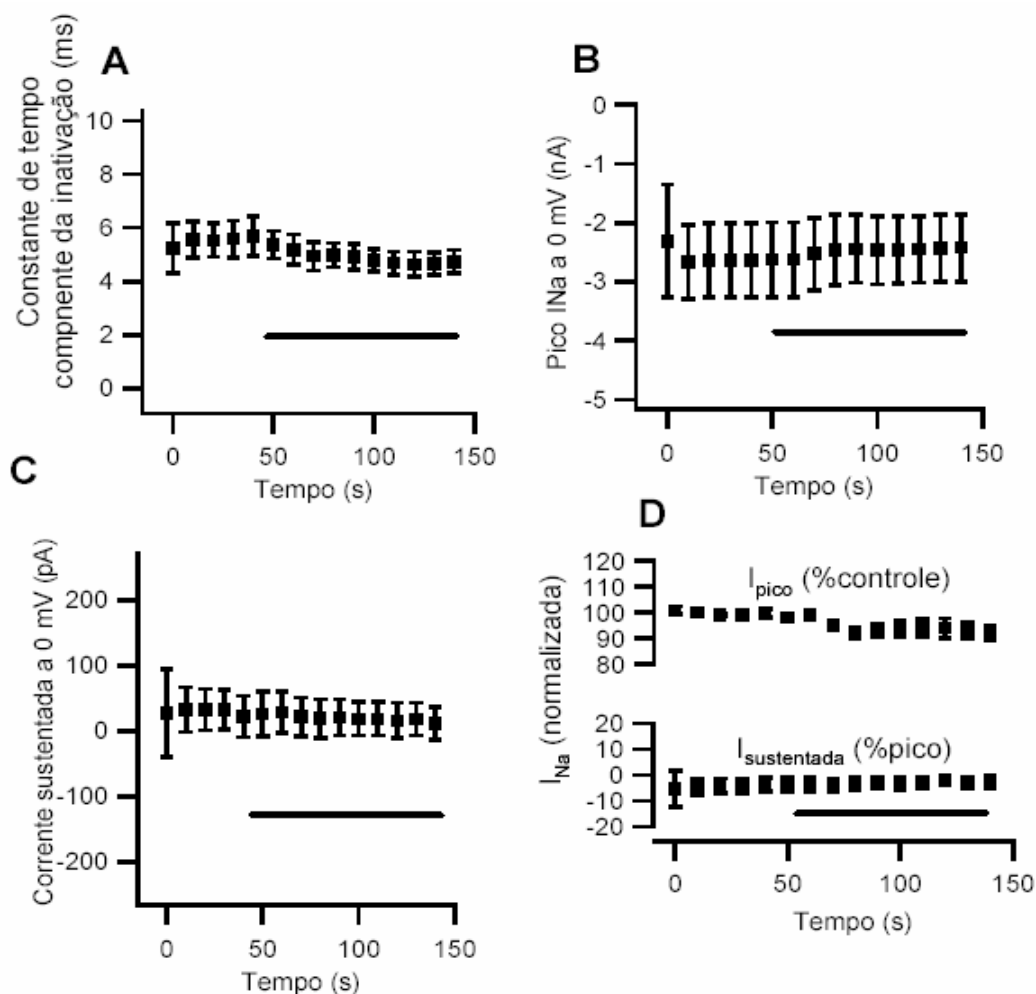 A
Constante de tempo
compnente da inativação (ms)
10
8
6
4
2
0
0 50 100 150
Tempo (s)
B
Pico INa a 0 mV (nA)
0
-1
-2
-3
-4
-5
0 50 100 150
Tempo (s)
C
Corrente sustentada a 0 mV (pA)
200
100
0
-100
-200
0 50 100 150
Tempo (s)
D
I_Na (normalizada)
120
110
100
90
80
I_pico (%controle)
20
10
0
-10
-20
I_sustentada (%pico)
0 50 100 150
Tempo (s)